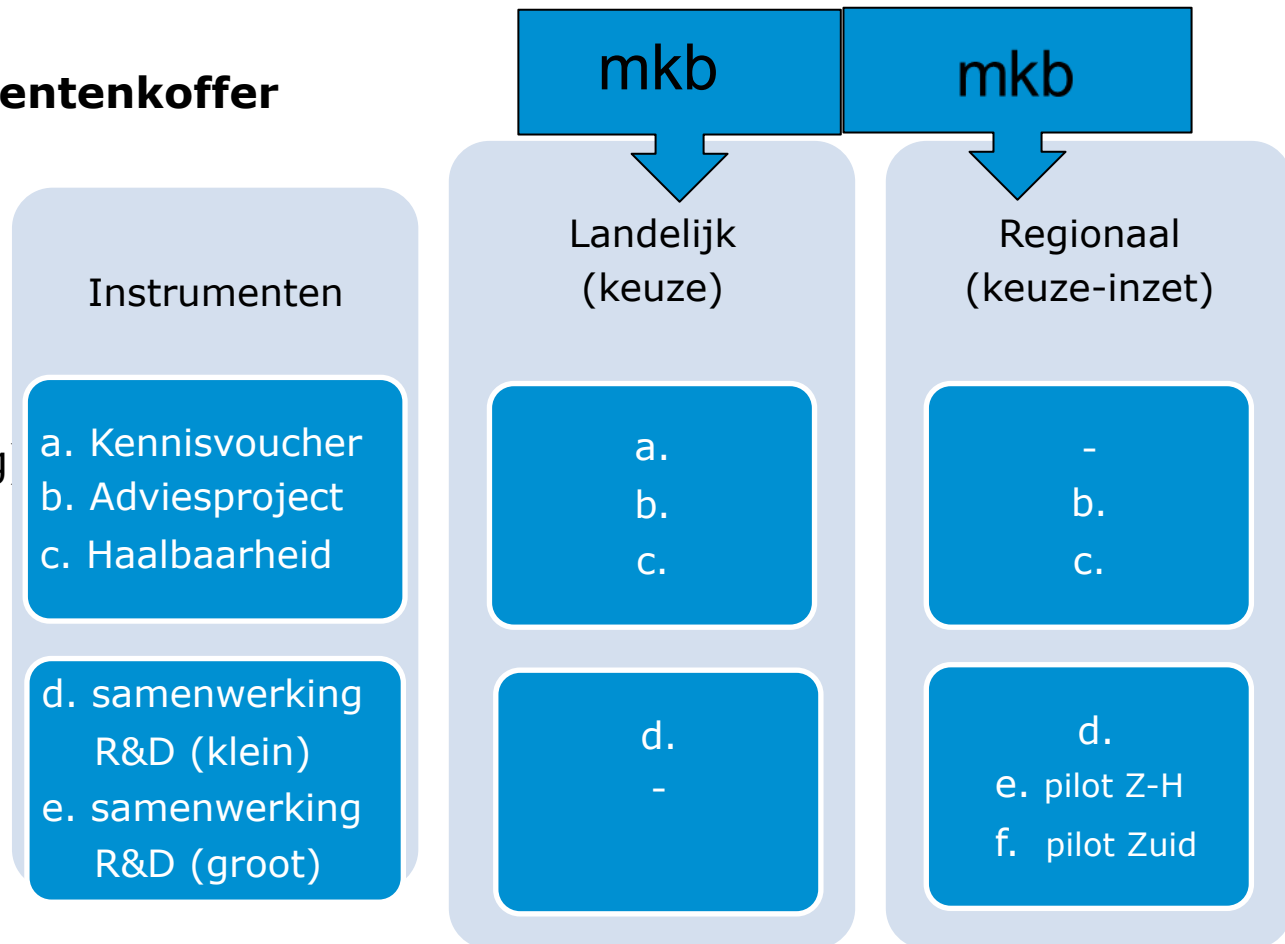 mkb
mkb
entenkoffer
Instrumenten
a. Kennisvoucher
b. Adviesproject
c. Haalbaarheid
d. samenwerking
R&D (klein)
e. samenwerking
R&D (groot)
Landelijk
(keuze)
a.
b.
c.
d.
-
Regionaal
(keuze-inzet)
-
b.
c.
d.
e. pilot Z-H
f. pilot Zuid